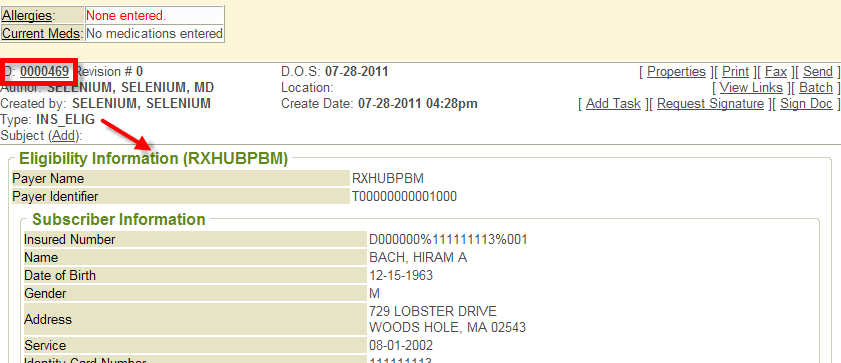 Allergies: None entered.
Current Meds: No medications entered
ID: 0000469 Revision # 0 D.O.S: 07-28-2011 [ Properties ][ Print ][ Fax ][ Send ]
Author: SELENIUM, SELENIUM, MD Location: [ View Links ][ Batch ]
Created by: SELENIUM, SELENIUM Create Date: 07-28-2011 04:28pm [ Add Task ][ Request Signature ][ Sign Doc ]
Type: INS_ELIG
Subject (Add):
Eligibility Information (RXHUBPBM)
Payer Name RXHUBPBM
Payer Identifier T00000000001000
Subscriber Information
Insured Number D000000%111111113%001
Name BACH, HIRAM A
Date of Birth 12-15-1963
Gender M
Address 729 LOBSTER DRIVE
WOODS HOLE, MA 02543
Service 08-01-2002
Identity Card Number 111111113